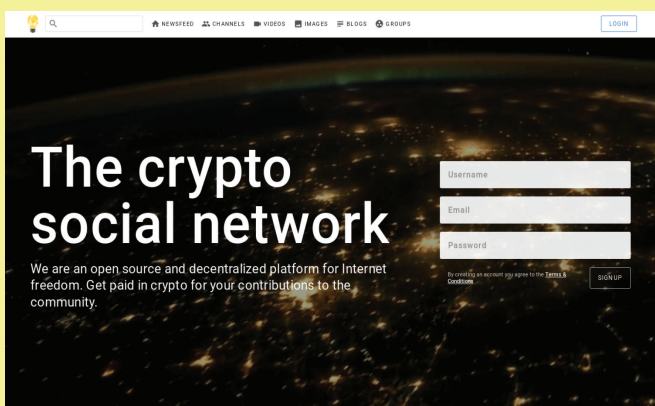 NEWSFEED CHANNELS VIDEOS IMAGES BLOGS GROUPS LOGIN
The crypto
social network
We are an open source and decentralized platform for Internet
freedom. Get paid in crypto for your contributions to the
community.
Username
Email
Password
By creating an account you agree to the Terms &
Conditions
SIGN UP